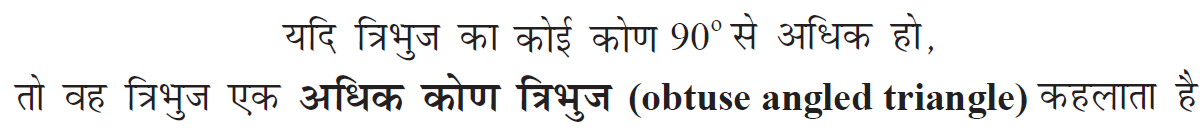 यदि त्रिभुज का कोई कोण 90° से अधिक हो,
तो वह त्रिभुज एक अधिक कोण त्रिभुज (obtuse angled triangle) कहलाता है